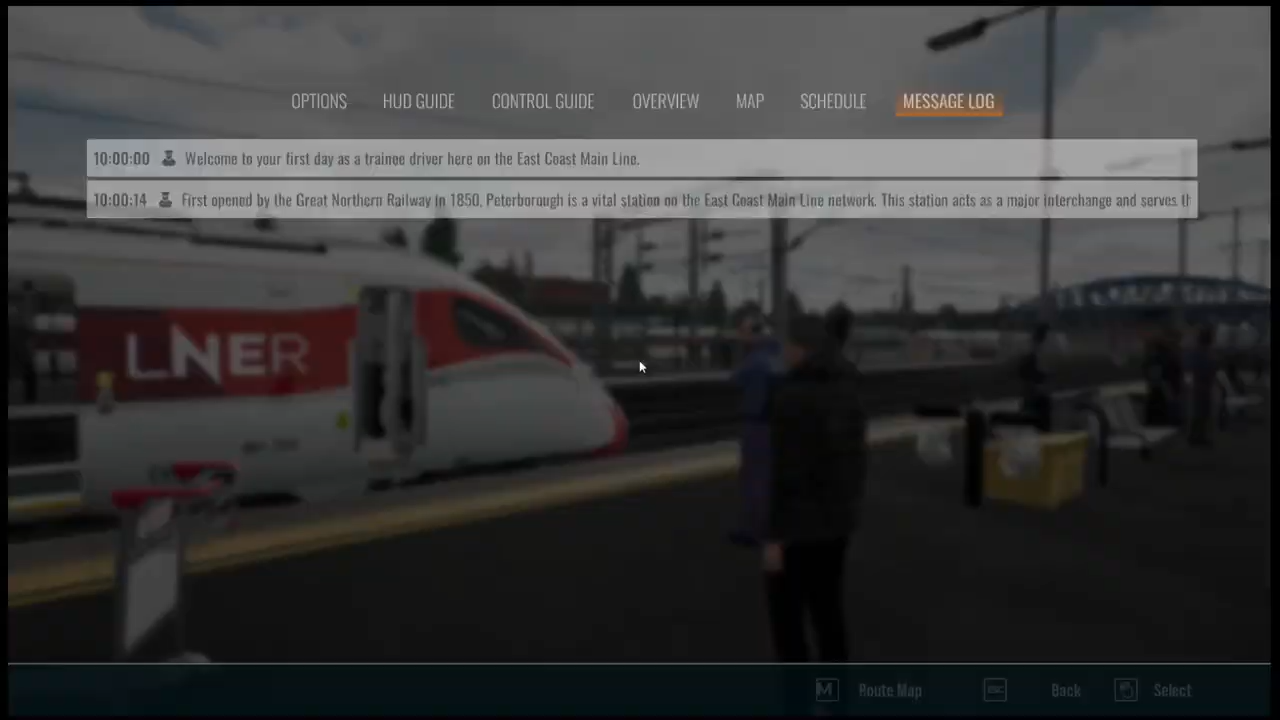 OPTIONS HUD GUIDE CONTROL GUIDE OVERVIEW MAP SCHEDULE MESSAGE LOG
10:00:00 Welcome to your first day as a trainee driver here on the East Coast Main Line.
10:00:14 First opened by the Great Northern Railway in 1850, Peterborough is a vital station on the East Coast Main Line network. This station acts as a major interchange and serves th
LNER
M Route Map ESC Back Select